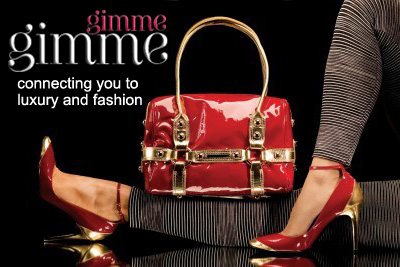 gimme
gimme
connecting you to
luxury and fashion